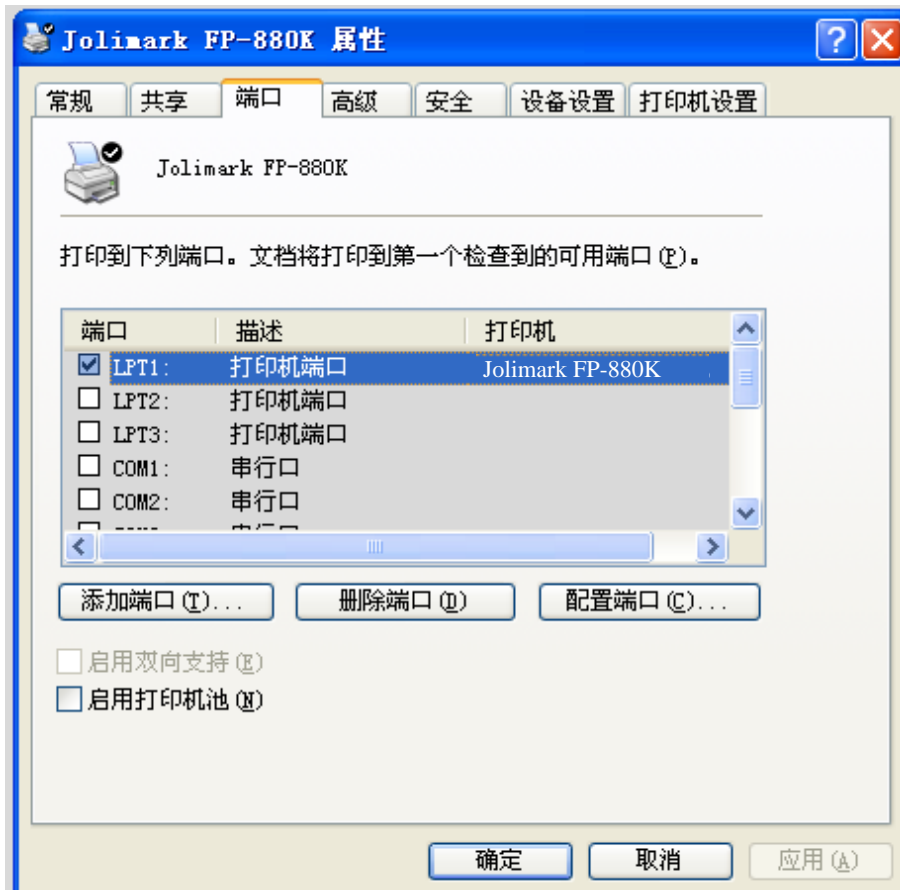 Jolimark FP-880K 属性
常规 共享 端口 高级 安全 设备设置 打印机设置
Jolimark FP-880K
打印到下列端口。文档将打印到第一个检查到的可用端口(P)。
端口 描述 打印机
LPT1: 打印机端口 Jolimark FP-880K
LPT2: 打印机端口
LPT3: 打印机端口
COM1: 串行口
COM2: 串行口
添加端口(T)... 删除端口(D) 配置端口(C)...
启用双向支持(E)
启用打印机池(N)
确定 取消 应用(A)